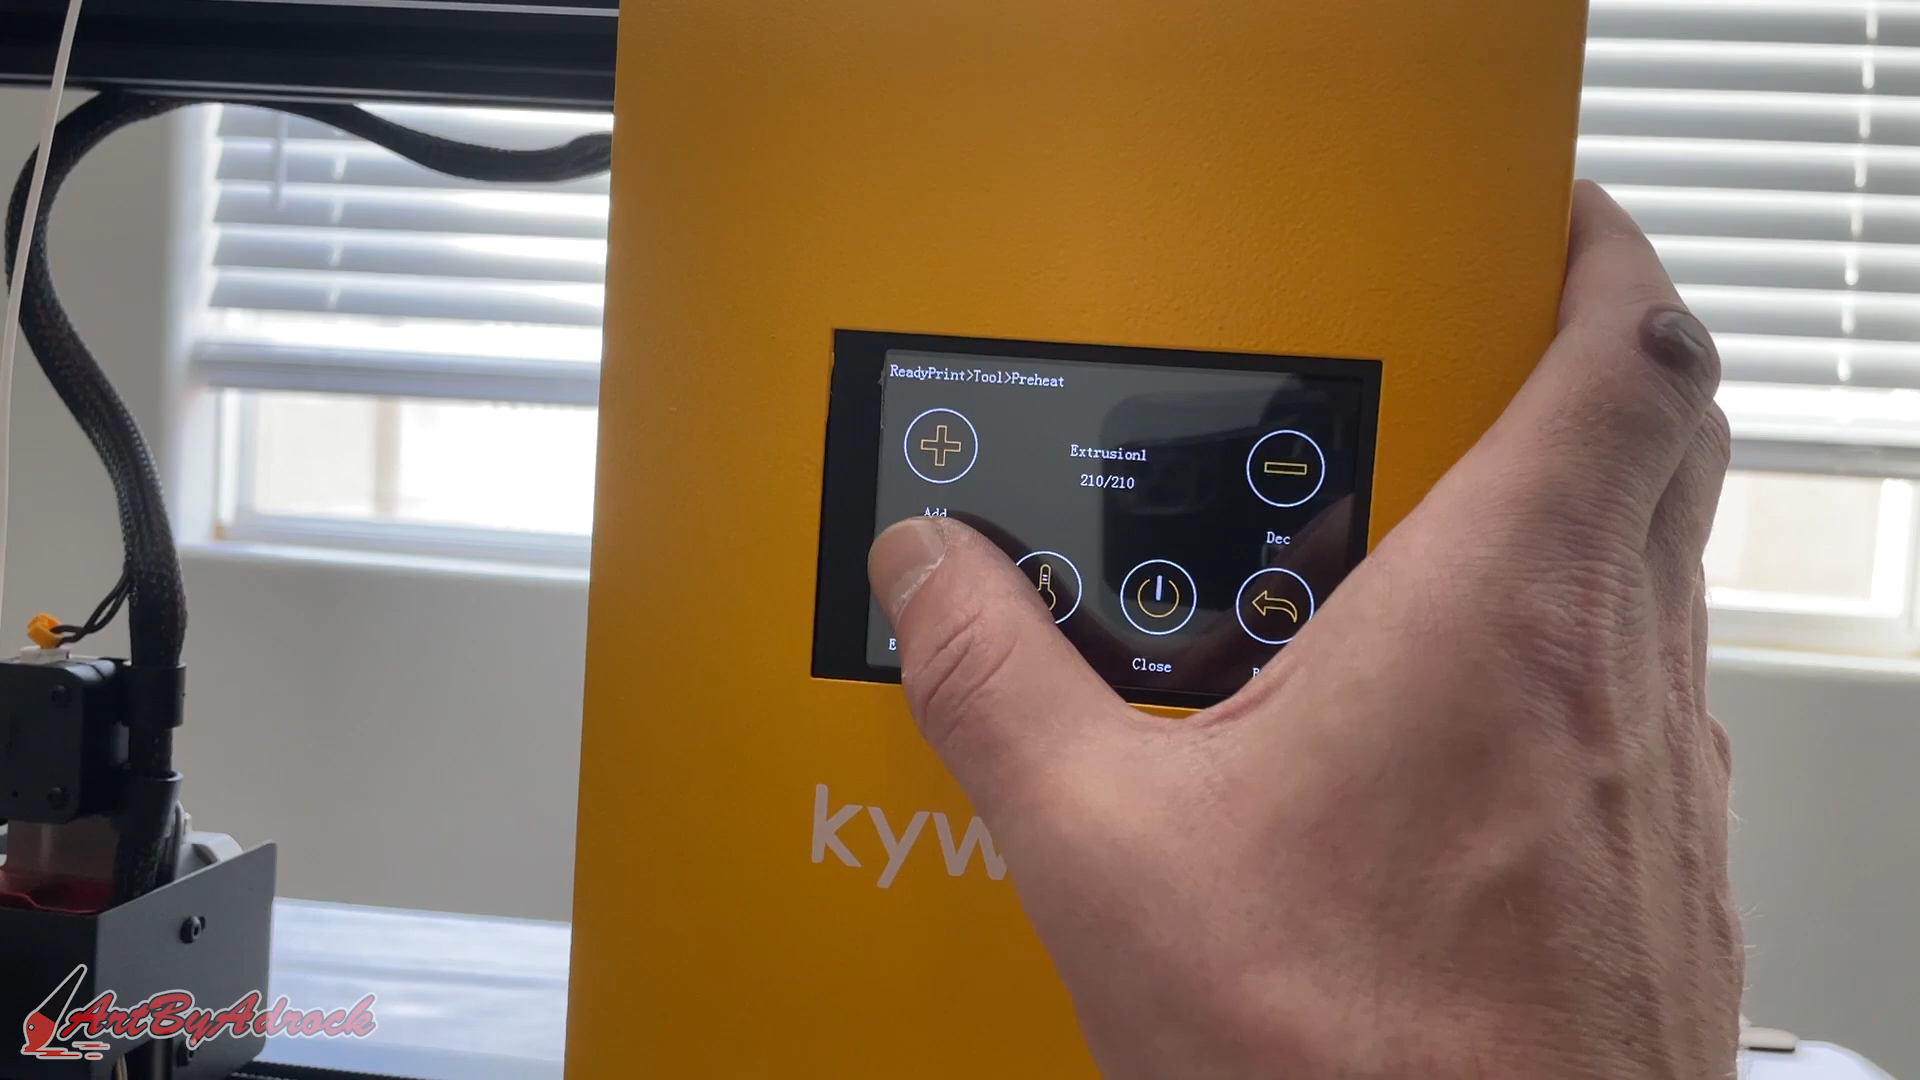 ReadyPrint>Tool>Preheat
Extrusion1
210/210
Add
Dec
Close
kyw
ArtByAdrock